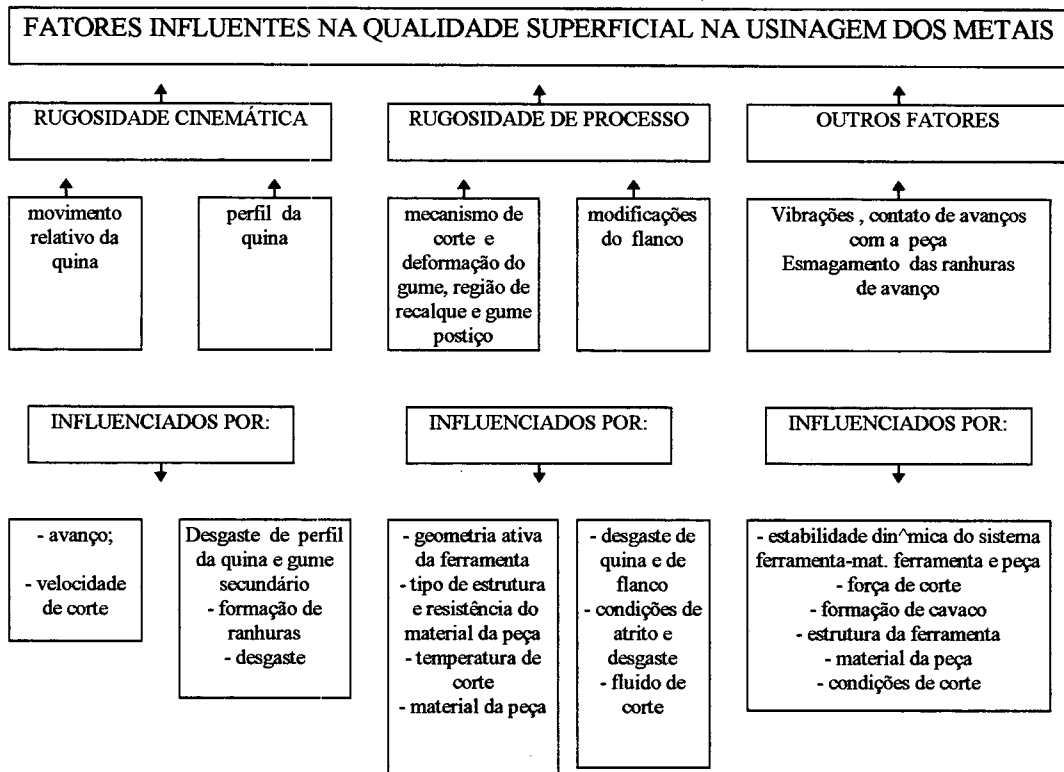 FATORES INFLUENTES NA QUALIDADE SUPERFICIAL NA USINAGEM DOS METAIS
RUGOSIDADE CINEMÁTICA
RUGOSIDADE DE PROCESSO
OUTROS FATORES
movimento
relativo da
quina
perfil da
quina
mecanismo de
corte e
deformação do
gume, região de
recalque e gume
postiço
modificações
do flanco
Vibrações , contato de avanços
com a peça
Esmagamento das ranhuras
de avanço
INFLUENCIADOS POR:
INFLUENCIADOS POR:
INFLUENCIADOS POR:
- avanço;
- velocidade
de corte
Desgaste de perfil
da quina e gume
secundário
- formação de
ranhuras
- desgaste
- geometria ativa
da ferramenta
- tipo de estrutura
e resistência do
material da peça
- temperatura de
corte
- material da peça
- desgaste de
quina e de
flanco
- condições de
atrito e
desgaste
- fluido de
corte
- estabilidade din^mica do sistema
ferramenta-mat. ferramenta e peça
- força de corte
- formação de cavaco
- estrutura da ferramenta
- material da peça
- condições de corte